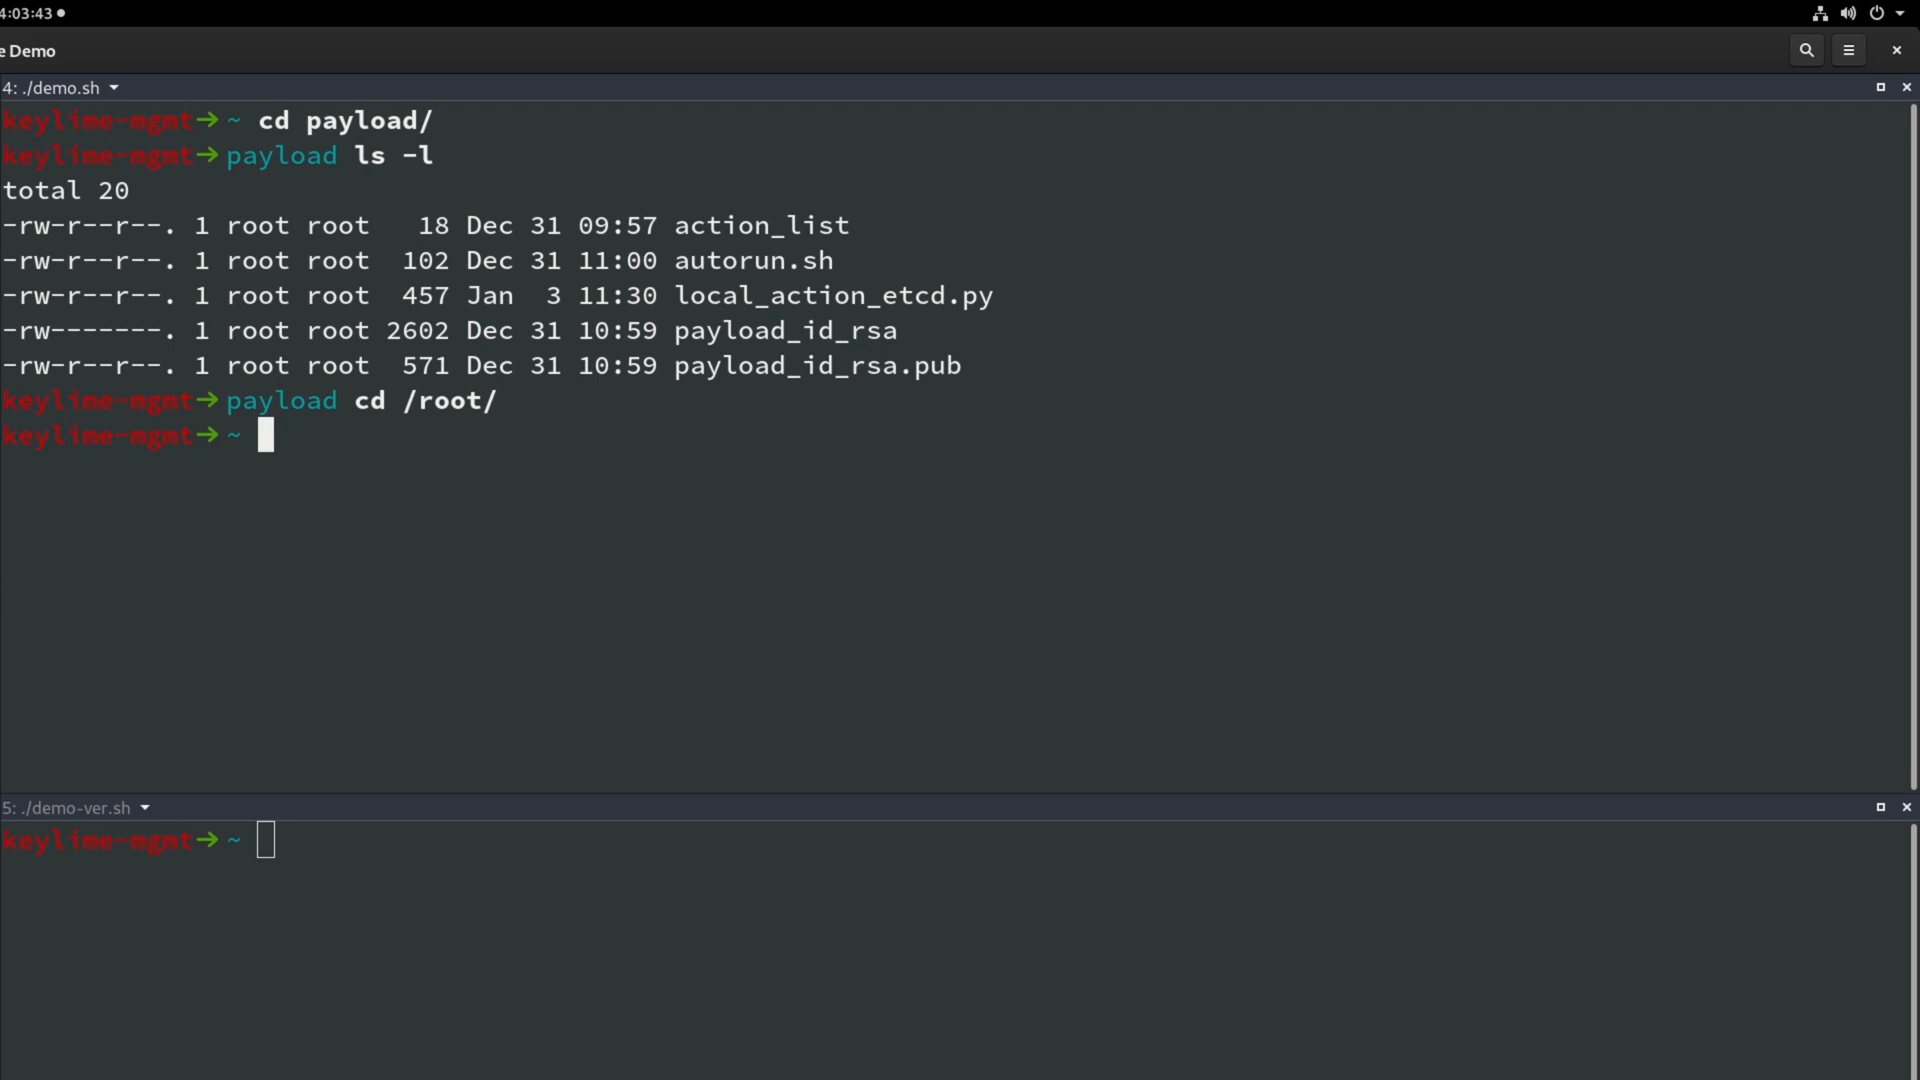 4:03:43
e Demo
4: ./demo.sh
keylime-mgmt→ ~ cd payload/
keylime-mgmt→ payload ls -l
total 20
-rw-r--r--. 1 root root   18 Dec 31 09:57 action_list
-rw-r--r--. 1 root root  102 Dec 31 11:00 autorun.sh
-rw-r--r--. 1 root root  457 Jan  3 11:30 local_action_etcd.py
-rw-------. 1 root root 2602 Dec 31 10:59 payload_id_rsa
-rw-r--r--. 1 root root  571 Dec 31 10:59 payload_id_rsa.pub
keylime-mgmt→ payload cd /root/
keylime-mgmt→ ~
5: ./demo-ver.sh
keylime-mgmt→ ~